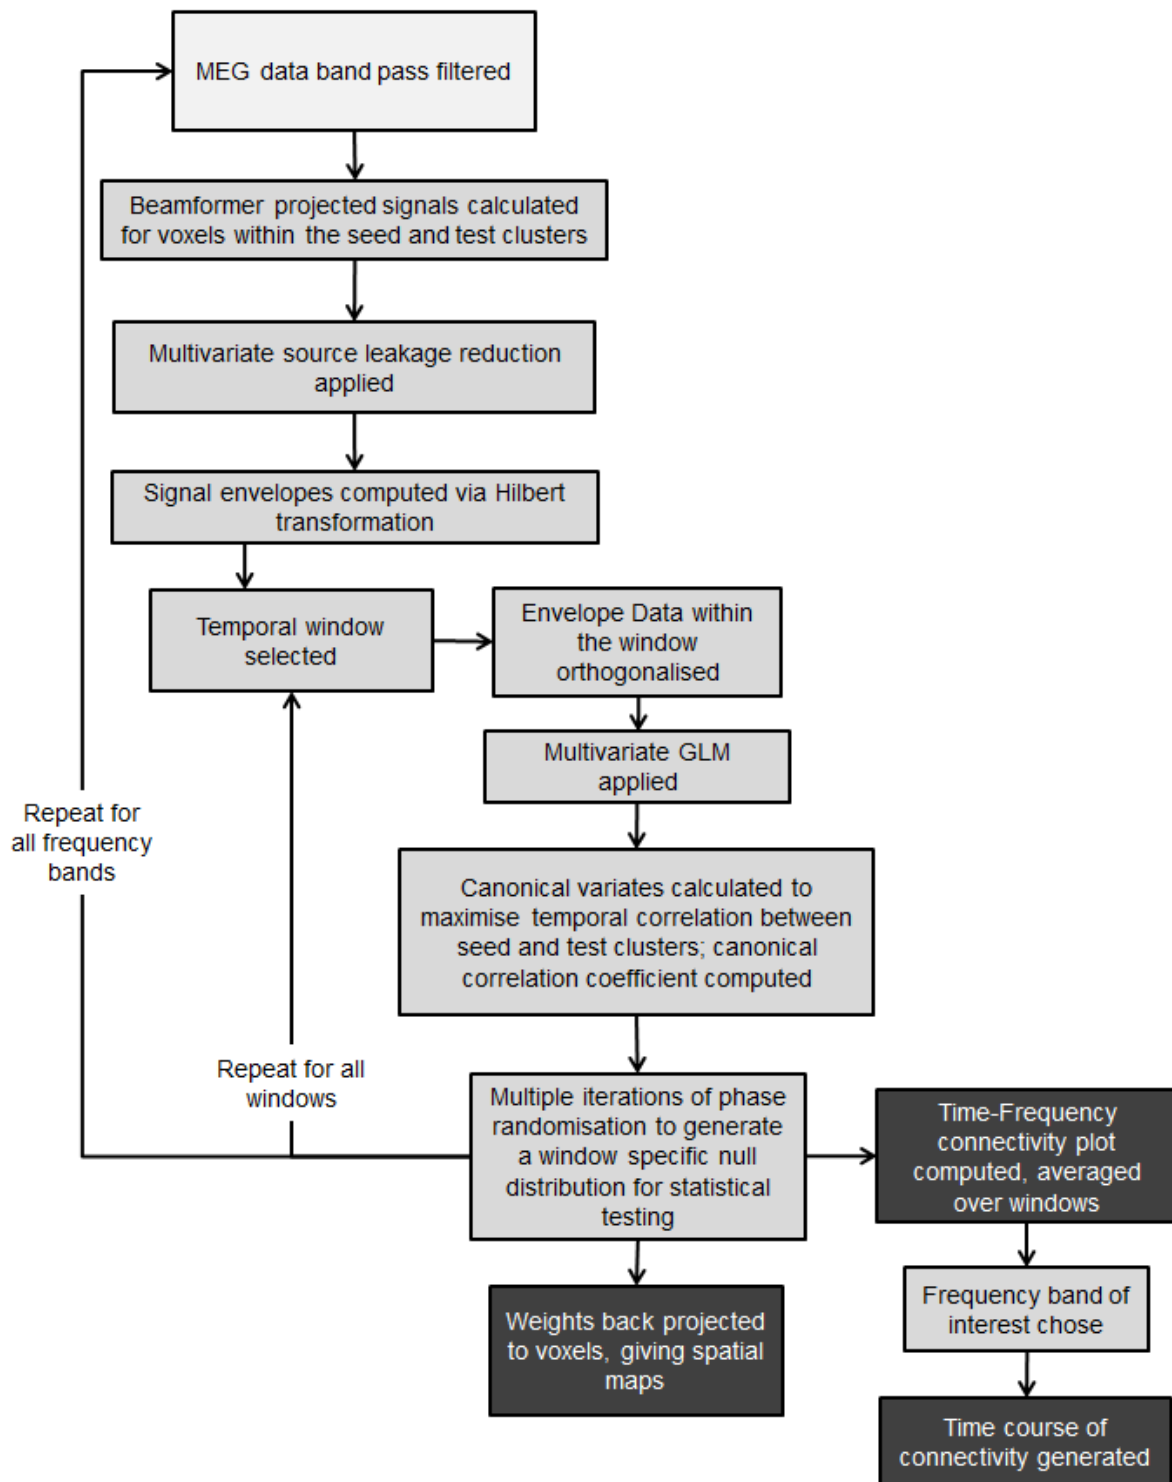 MEG data band pass filtered
Beamformer projected signals calculated
for voxels within the seed and test clusters
Multivariate source leakage reduction
applied
Signal envelopes computed via Hilbert
transformation
Temporal window
selected
Envelope Data within
the window
orthogonalised
Multivariate GLM
applied
Repeat for
all frequency
bands
Canonical variates calculated to
maximise temporal correlation between
seed and test clusters; canonical
correlation coefficient computed
Repeat for all
windows
Multiple iterations of phase
randomisation to generate
a window specific null
distribution for statistical
testing
Time-Frequency
connectivity plot
computed, averaged
over windows
Weights back projected
to voxels, giving spatial
maps
Frequency band of
interest chose
Time course of
connectivity generated